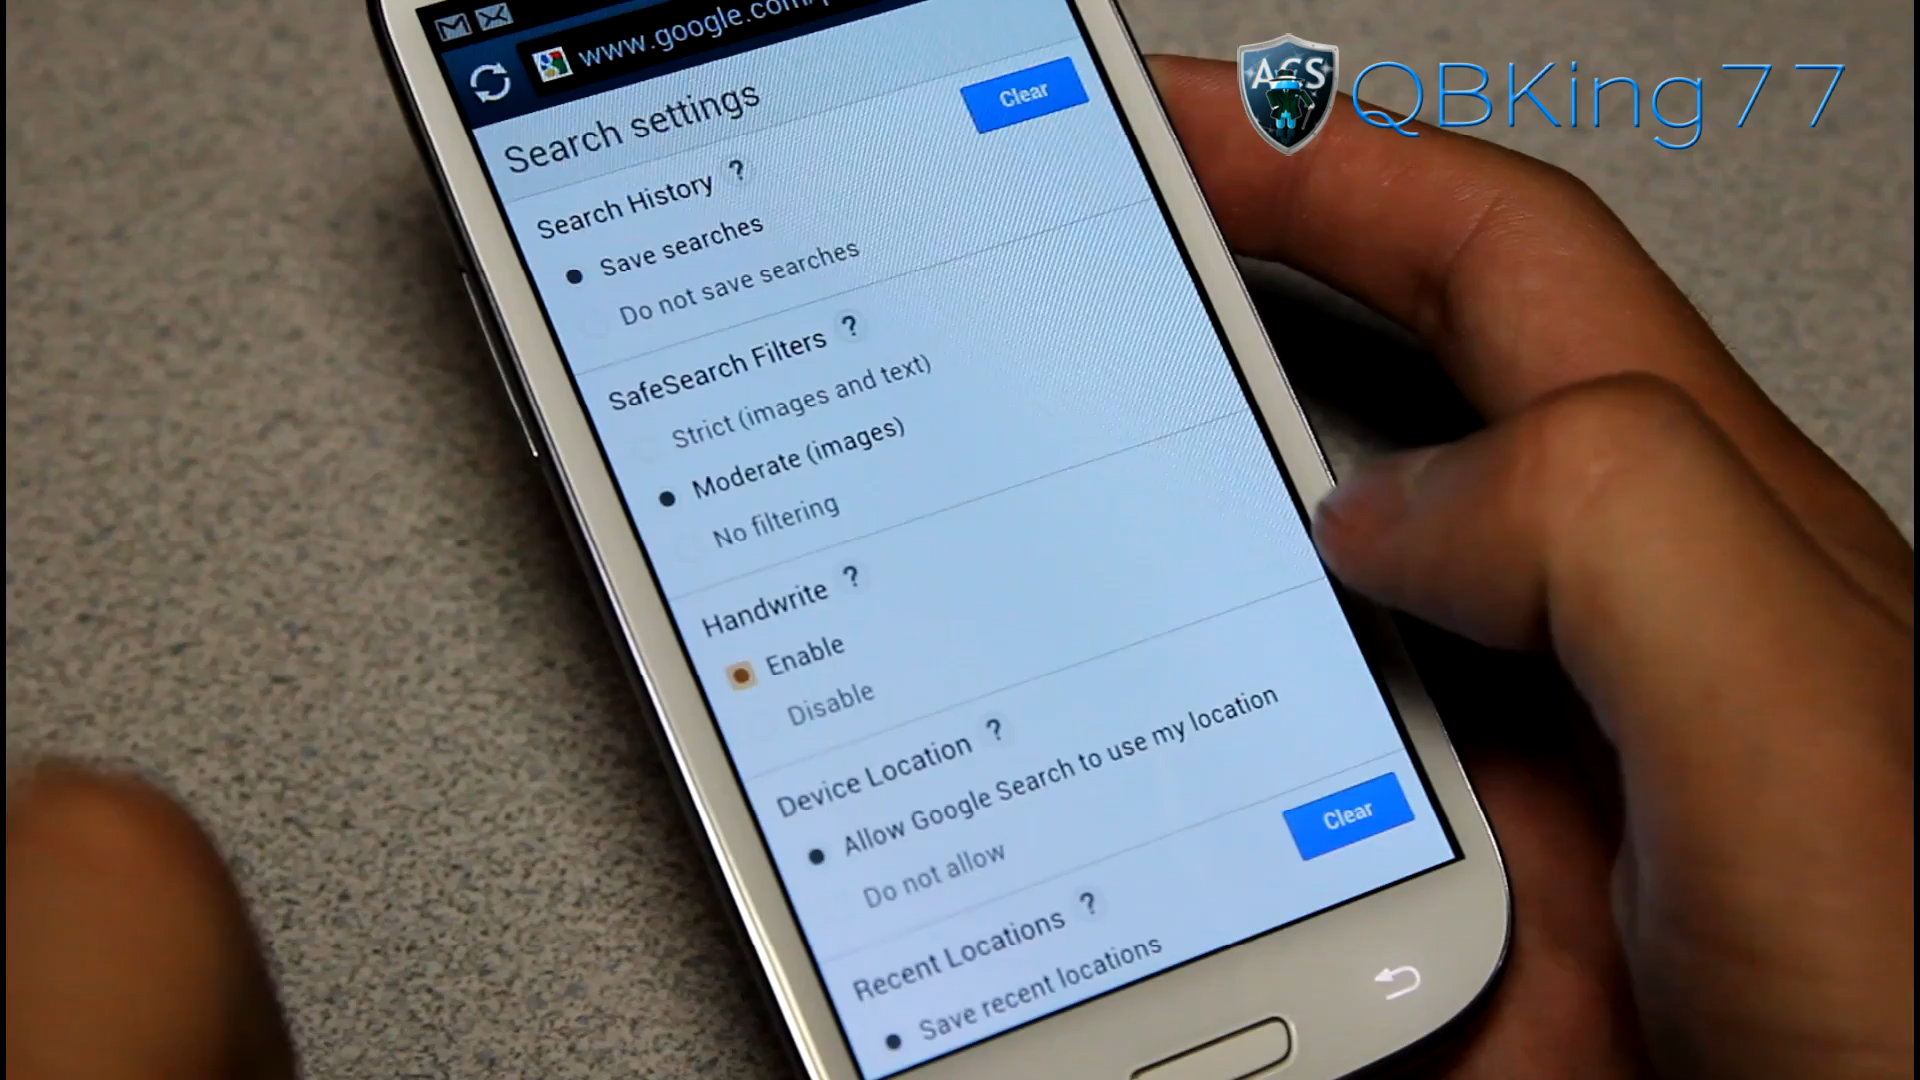 www.google.com/
ACS
QBKing77
Search settings
Clear
Search History ?
Save searches
Do not save searches
SafeSearch Filters ?
Strict (images and text)
Moderate (images)
No filtering
Handwrite ?
Enable
Disable
Device Location ?
Allow Google Search to use my location
Do not allow
Clear
Recent Locations ?
Save recent locations